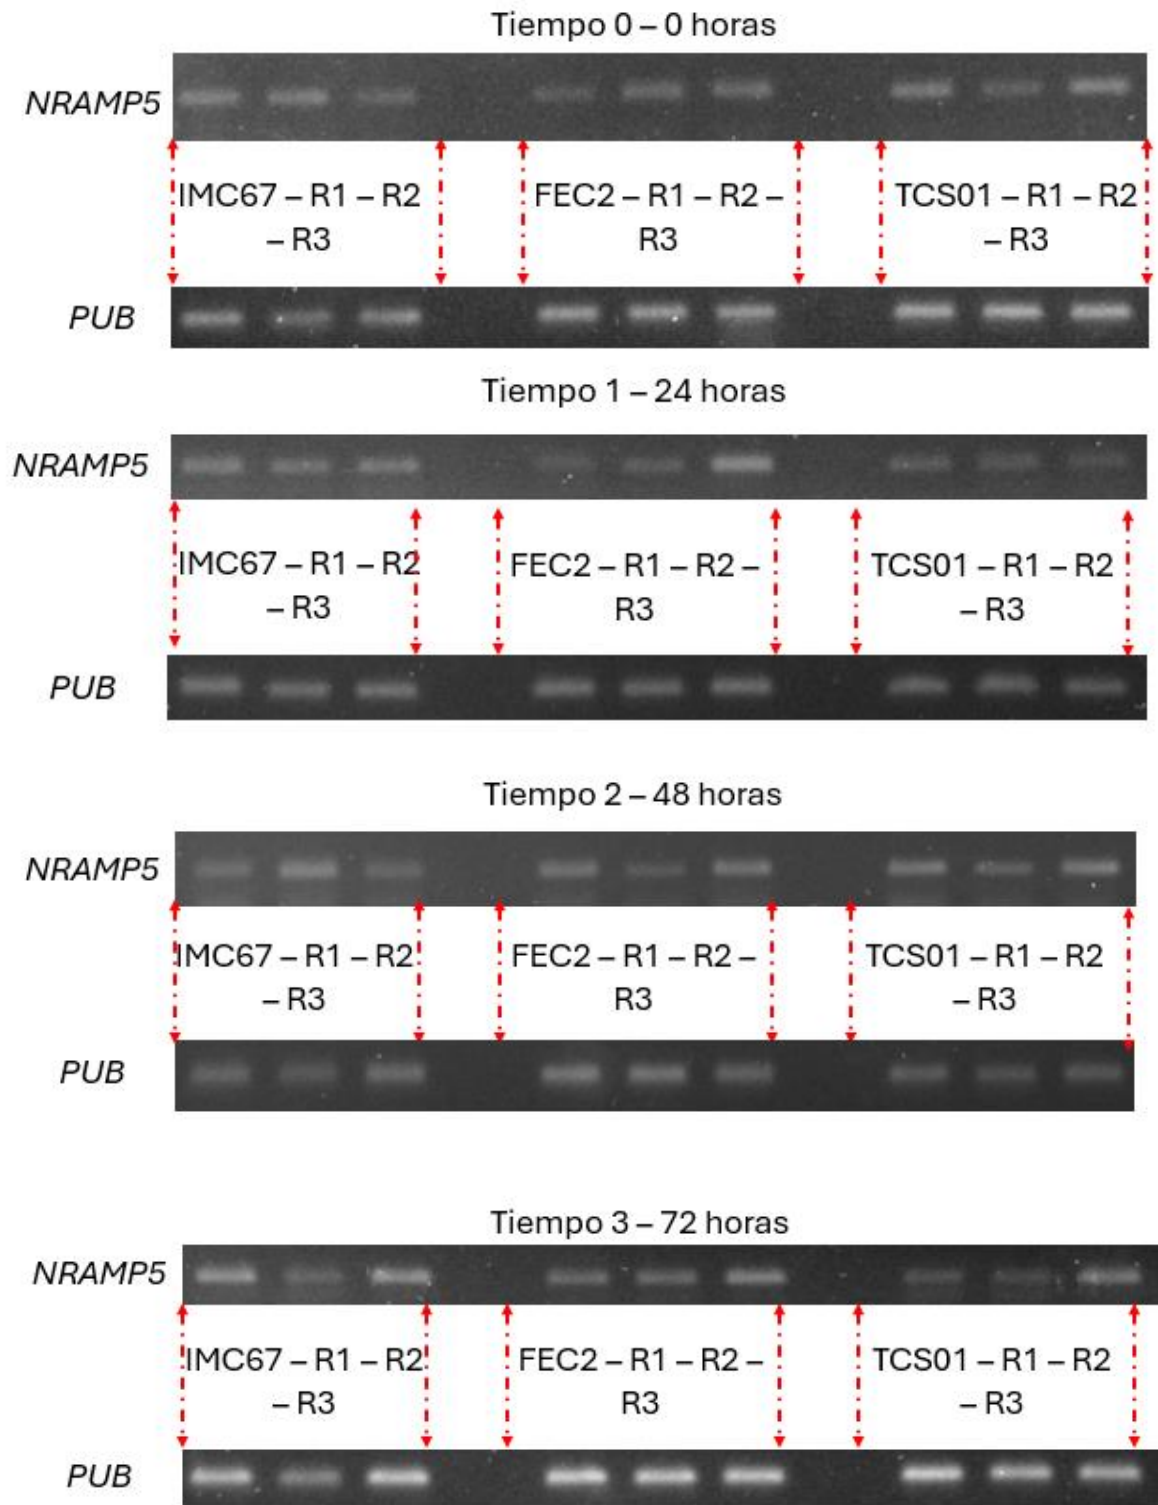 Tiempo 0 – 0 horas
NRAMP5
IMC67 – R1 – R2
– R3
FEC2 – R1 – R2 –
R3
TCS01 – R1 – R2
– R3
PUB
Tiempo 1 – 24 horas
NRAMP5
IMC67 – R1 – R2
– R3
FEC2 – R1 – R2 –
R3
TCS01 – R1 – R2
– R3
PUB
Tiempo 2 – 48 horas
NRAMP5
IMC67 – R1 – R2
– R3
FEC2 – R1 – R2 –
R3
TCS01 – R1 – R2
– R3
PUB
Tiempo 3 – 72 horas
NRAMP5
IMC67 – R1 – R2
– R3
FEC2 – R1 – R2 –
R3
TCS01 – R1 – R2
– R3
PUB